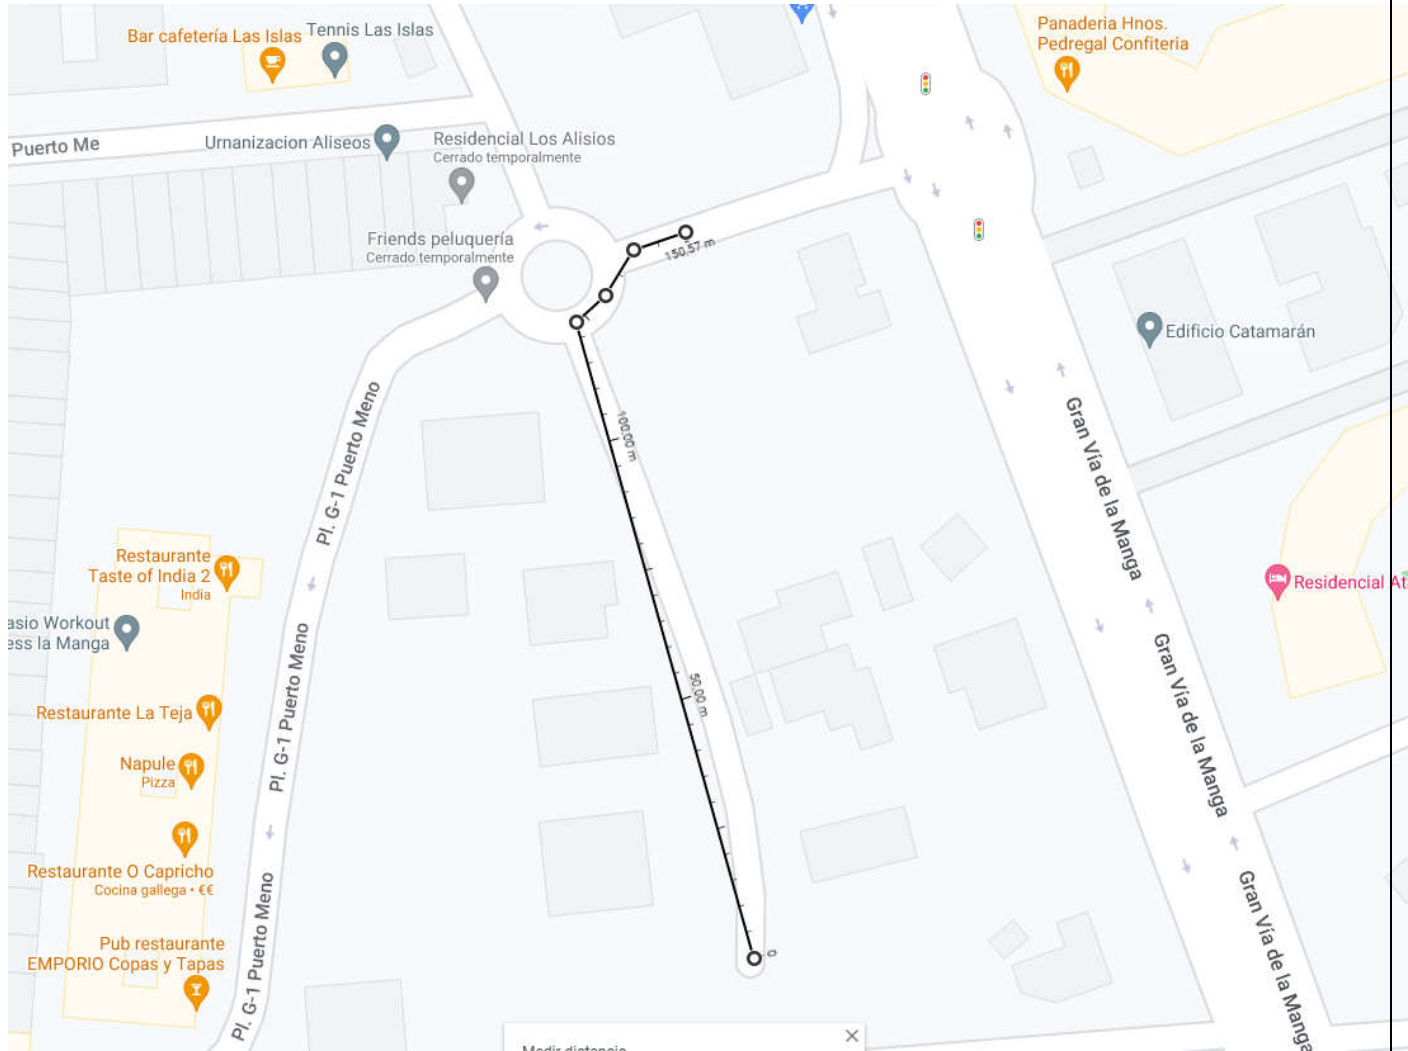 Bar cafetería Las Islas
Tennis Las Islas
Panaderia Hnos.
Pedregal Confiteria
Puerto Me
Urnanizacion Aliseos
Residencial Los Alisios
Cerrado temporalmente
Friends peluquería
Cerrado temporalmente
150,57 m
Edificio Catamarán
Pl. G-1 Puerto Meno
100,00 m
Gran Vía de la Manga
Restaurante
Taste of India 2
India
Residencial At
asio Workout
ess la Manga
Pl. G-1 Puerto Meno
50,00 m
Gran Vía de la Manga
Restaurante La Teja
Napule
Pizza
Restaurante O Capricho
Cocina gallega • €€
Pl. G-1 Puerto Meno
Gran Vía de la Manga
Pub restaurante
EMPORIO Copas y Tapas
0
Medir distancia